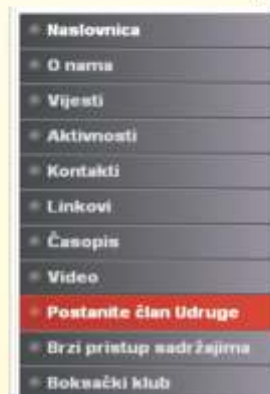 Naslovnica
O nama
Vijesti
Aktivnosti
Kontakti
Linkovi
Časopis
Video
Postanite član Udruge
Brzi pristup sadržajima
Boksački klub